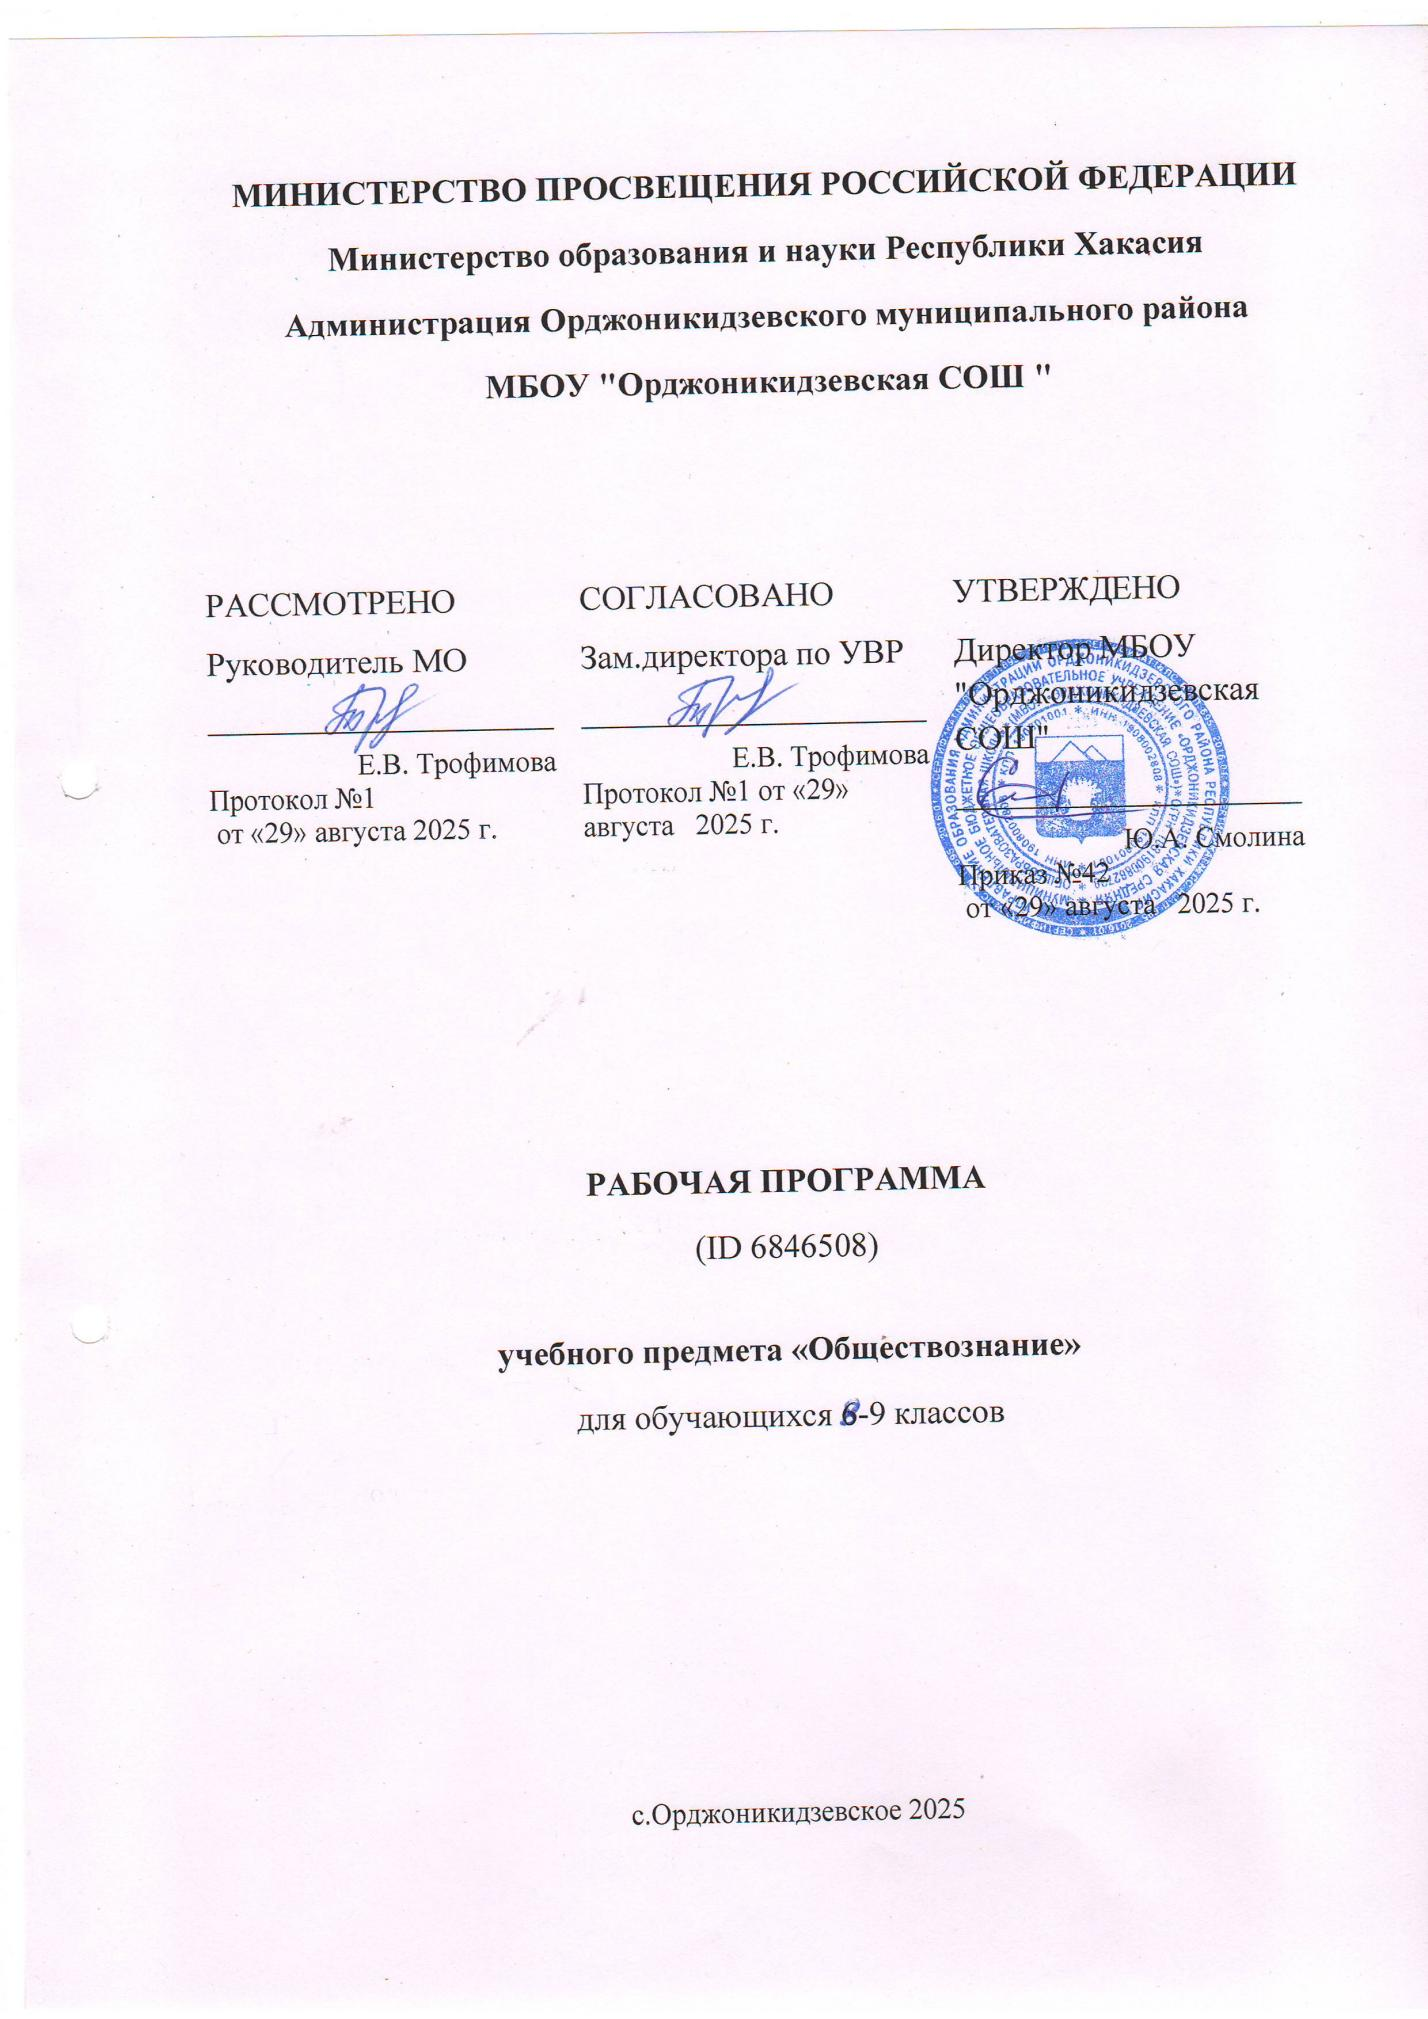 МИНИСТЕРСТВО ПРОСВЕЩЕНИЯ РОССИЙСКОЙ ФЕДЕРАЦИИ
Министерство образования и науки Республики Хакасия
Администрация Орджоникидзевского муниципального района
МБОУ "Орджоникидзевская СОШ "
РАССМОТРЕНО
Руководитель МО
Е.В. Трофимова
Протокол №1
от «29» августа 2025 г.
СОГЛАСОВАНО
Зам.директора по УВР
Е.В. Трофимова
Протокол №1 от «29»
августа 2025 г.
УТВЕРЖДЕНО
Директор МБОУ
"Орджоникидзевская
СОШ"
Ю.А. Смолина
Приказ №42
от «29» августа 2025 г.
РАБОЧАЯ ПРОГРАММА
(ID 6846508)
учебного предмета «Обществознание»
для обучающихся -9 классов
с.Орджоникидзевское 2025